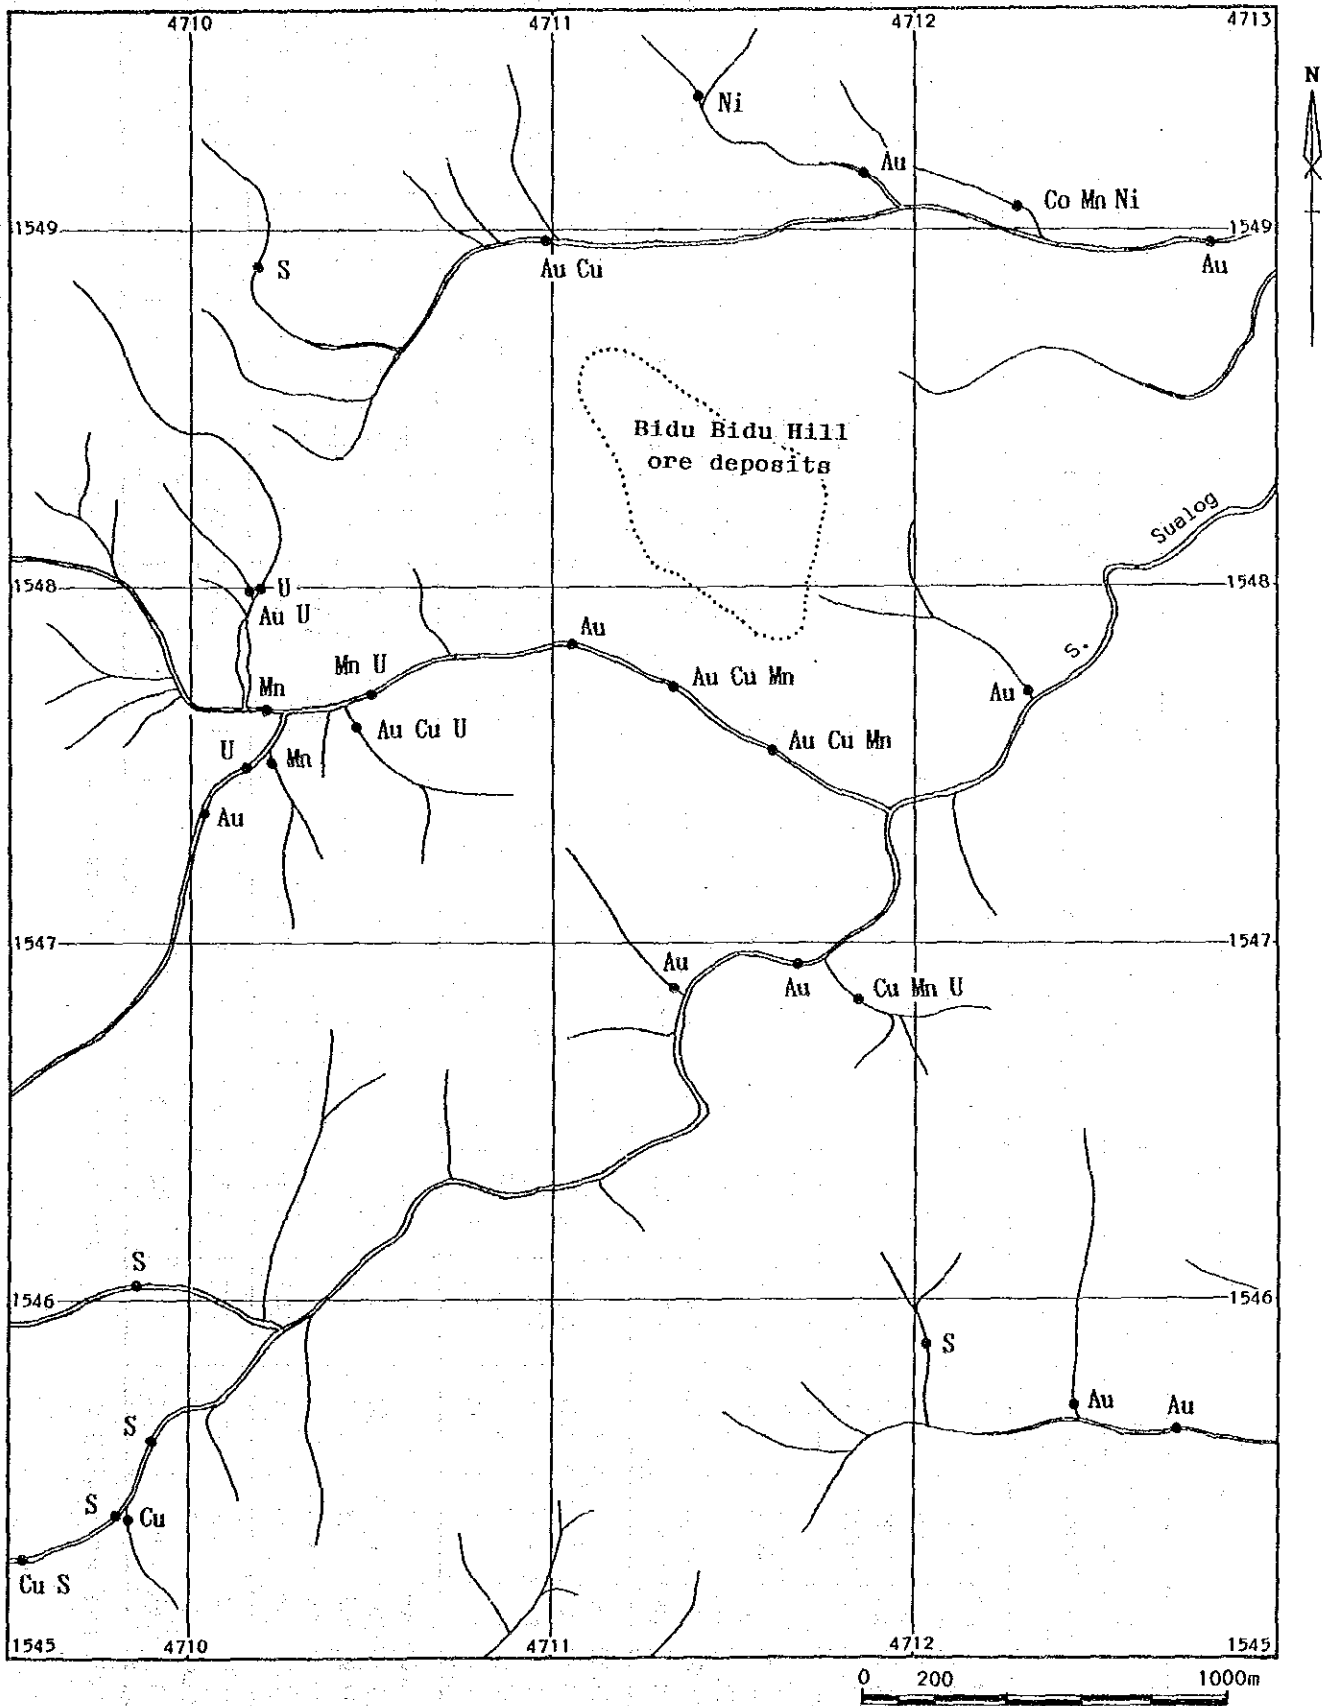 4710 4711 4712 4713
N
Ni
Au
Co Mn Ni
1549 1549
S
Au Cu
Au
Bidu Bidu Hill
ore deposits
Sualog
1548 U 1548
Au U
Au
S.
Mn U
Mn
Au Cu Mn
Au
Au Cu U
U
Mn
Au Cu Mn
Au
1547 1547
Au
Au
Cu Mn U
S
1546 1546
S
Au
Au
S
S
Cu
Cu S
1545 4710 4711 4712 1545
0 200 1000m